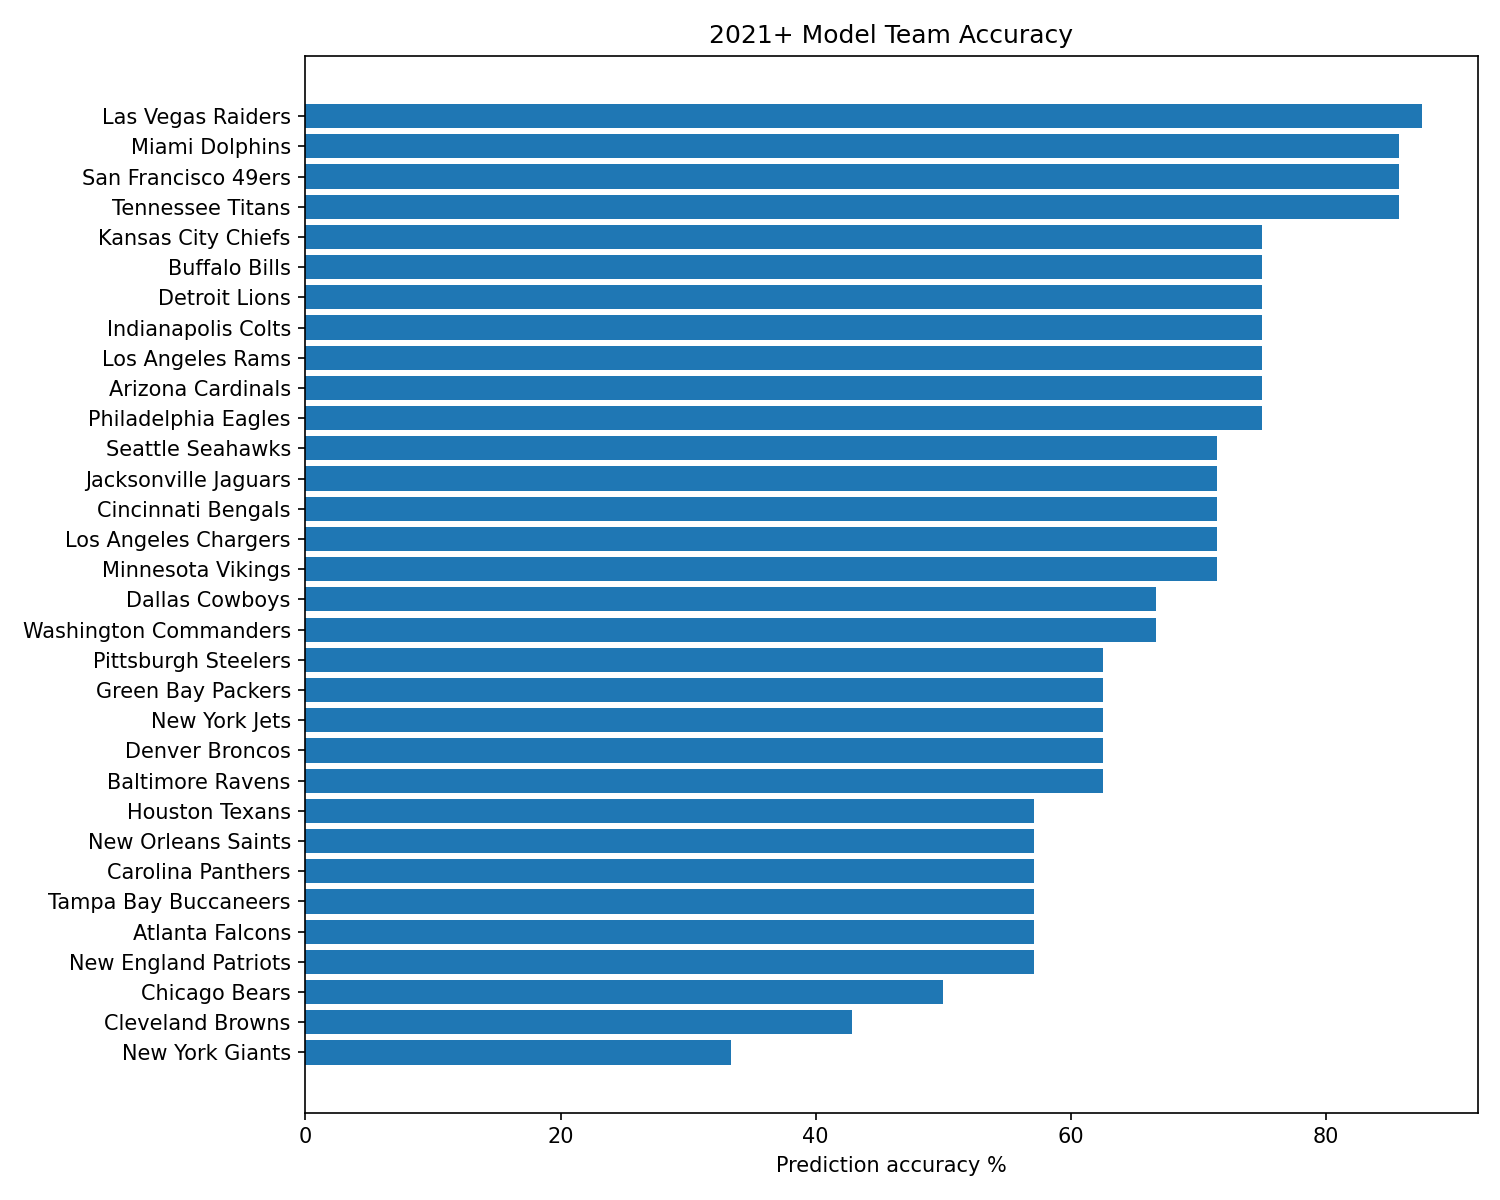 2021+ Model Team Accuracy
Las Vegas Raiders
Miami Dolphins
San Francisco 49ers
Tennessee Titans
Kansas City Chiefs
Buffalo Bills
Detroit Lions
Indianapolis Colts
Los Angeles Rams
Arizona Cardinals
Philadelphia Eagles
Seattle Seahawks
Jacksonville Jaguars
Cincinnati Bengals
Los Angeles Chargers
Minnesota Vikings
Dallas Cowboys
Washington Commanders
Pittsburgh Steelers
Green Bay Packers
New York Jets
Denver Broncos
Baltimore Ravens
Houston Texans
New Orleans Saints
Carolina Panthers
Tampa Bay Buccaneers
Atlanta Falcons
New England Patriots
Chicago Bears
Cleveland Browns
New York Giants
0 20 40 60 80
Prediction accuracy %